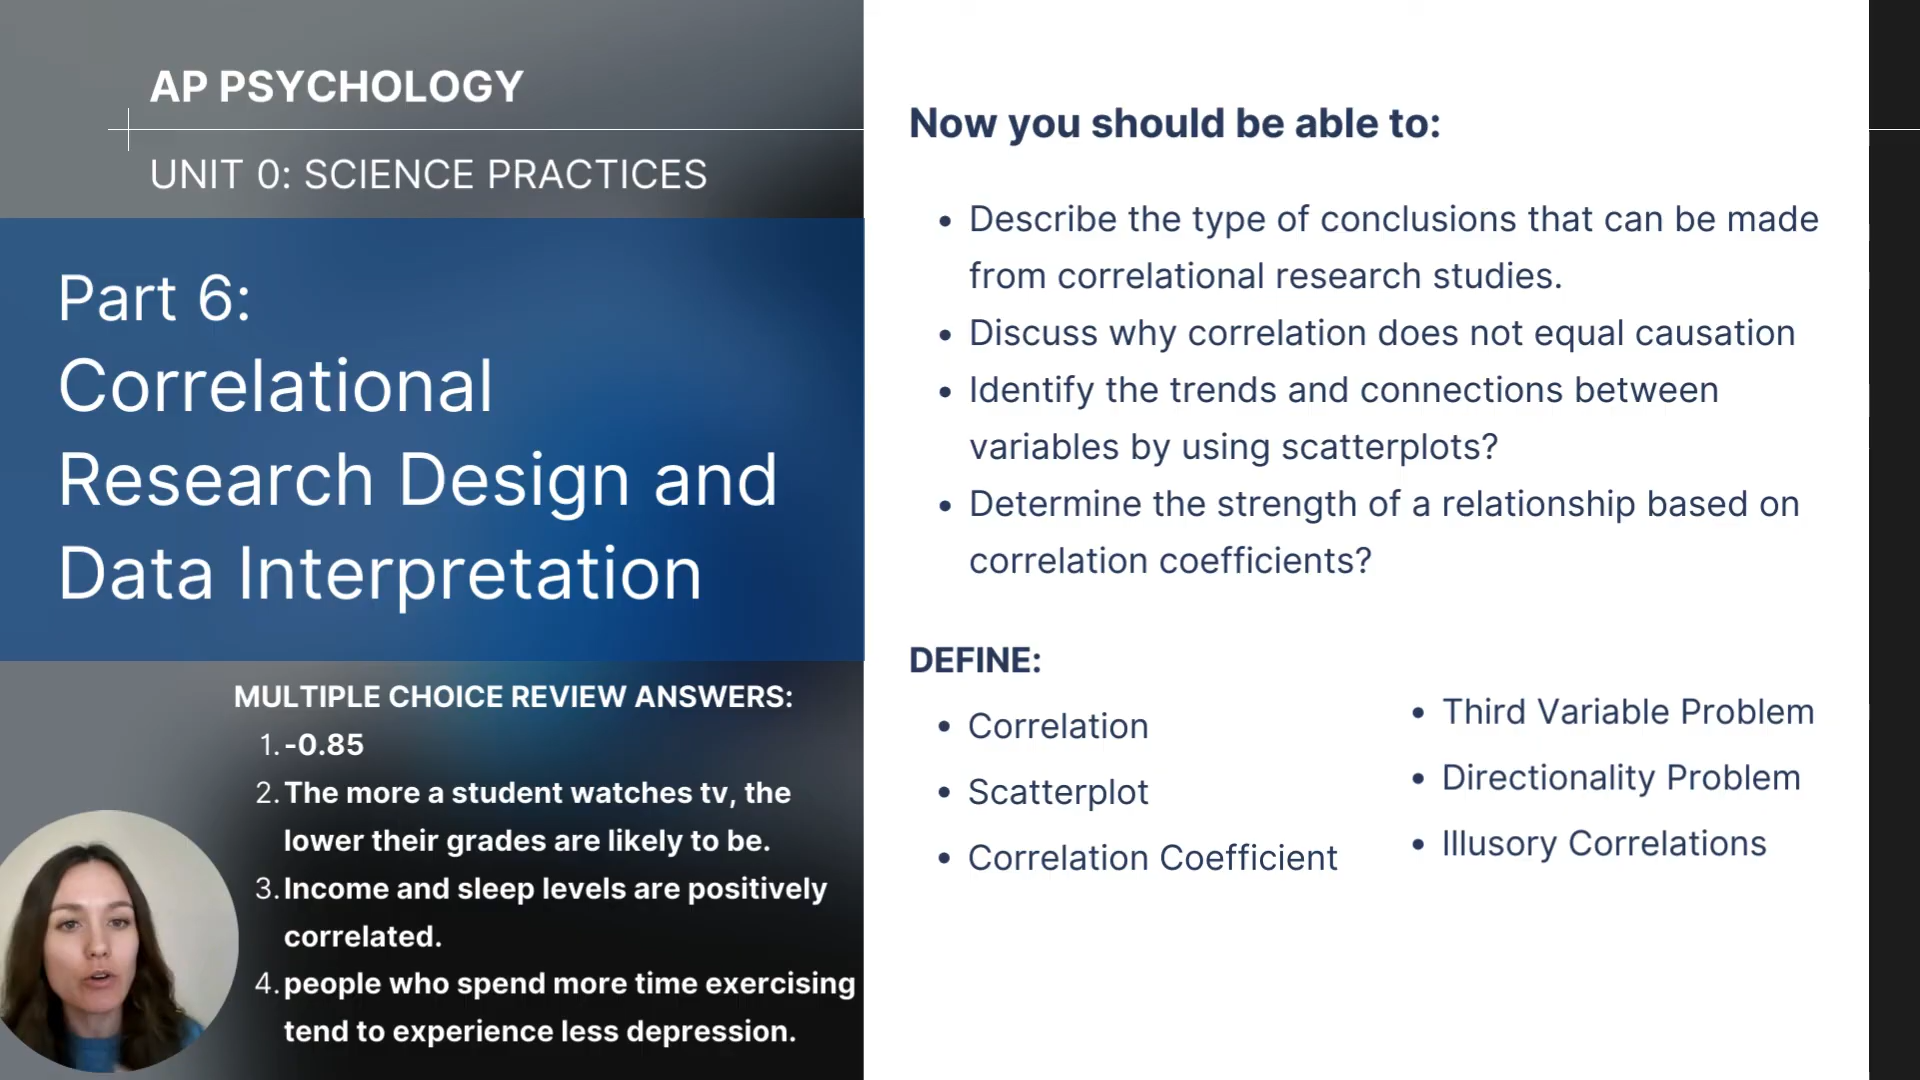 AP PSYCHOLOGY
UNIT 0: SCIENCE PRACTICES
Part 6:
Correlational
Research Design and
Data Interpretation
MULTIPLE CHOICE REVIEW ANSWERS:
1. -0.85
2. The more a student watches tv, the
lower their grades are likely to be.
3. Income and sleep levels are positively
correlated.
4. people who spend more time exercising
tend to experience less depression.
Now you should be able to:
• Describe the type of conclusions that can be made
from correlational research studies.
• Discuss why correlation does not equal causation
• Identify the trends and connections between
variables by using scatterplots?
• Determine the strength of a relationship based on
correlation coefficients?
DEFINE:
• Correlation
• Scatterplot
• Correlation Coefficient
• Third Variable Problem
• Directionality Problem
• Illusory Correlations